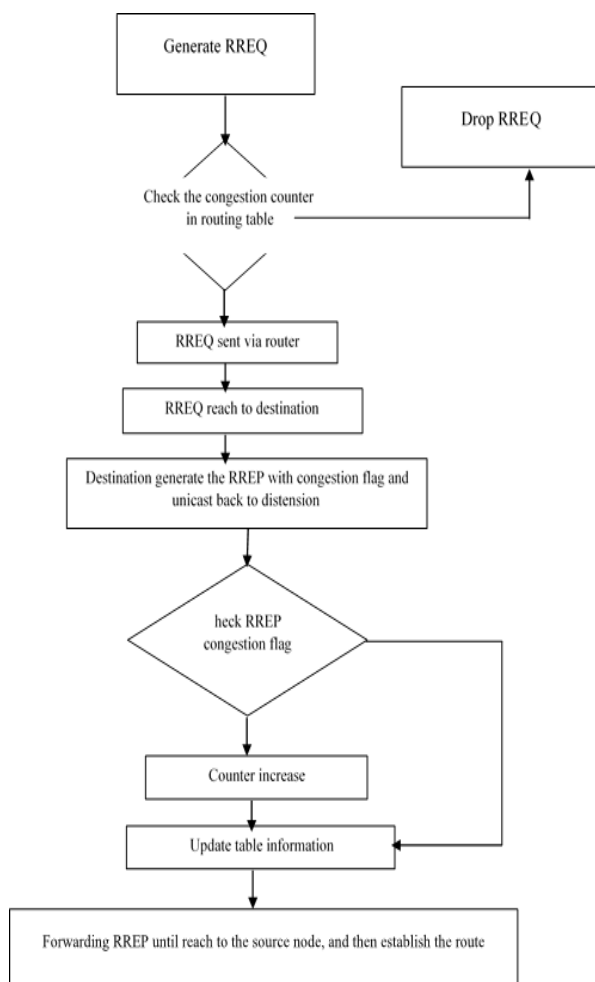 Generate RREQ
Drop RREQ
Check the congestion counter
in routing table
RREQ sent via router
RREQ reach to destination
Destination generate the RREP with congestion flag and
unicast back to distension
heck RREP
congestion flag
Counter increase
Update table information
Forwarding RREP until reach to the source node, and then establish the route